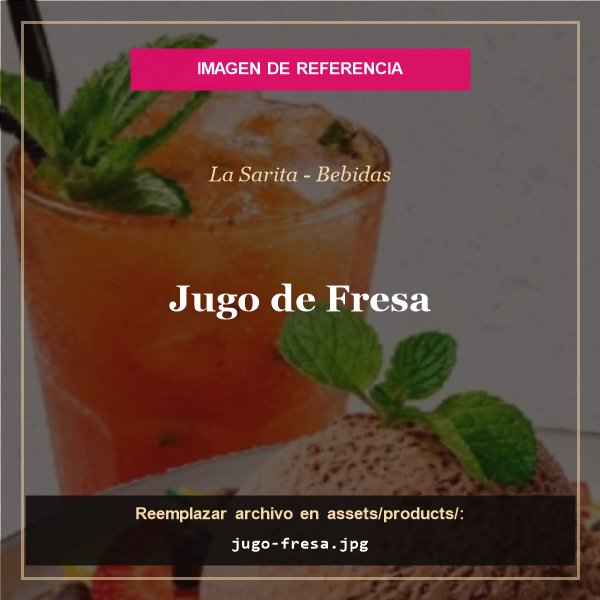 IMAGEN DE REFERENCIA
La Sarita - Bebidas
Jugo de Fresa
Reemplazar archivo en assets/products/:
jugo-fresa.jpg